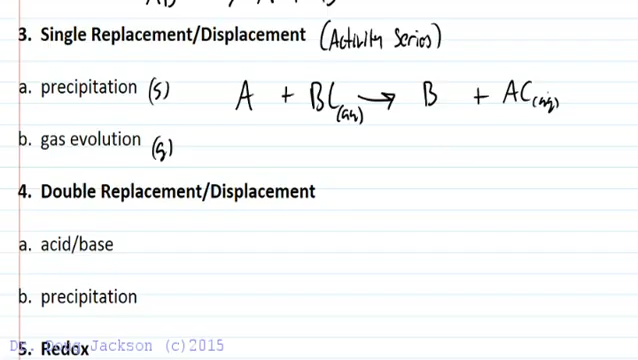 3. Single Replacement/Displacement (Activity Series)
a. precipitation (s) A + BC(aq) → B + AC(aq)
b. gas evolution (g)
4. Double Replacement/Displacement
a. acid/base
b. precipitation
Dr. Doug Jackson (c)2015
5. Redox